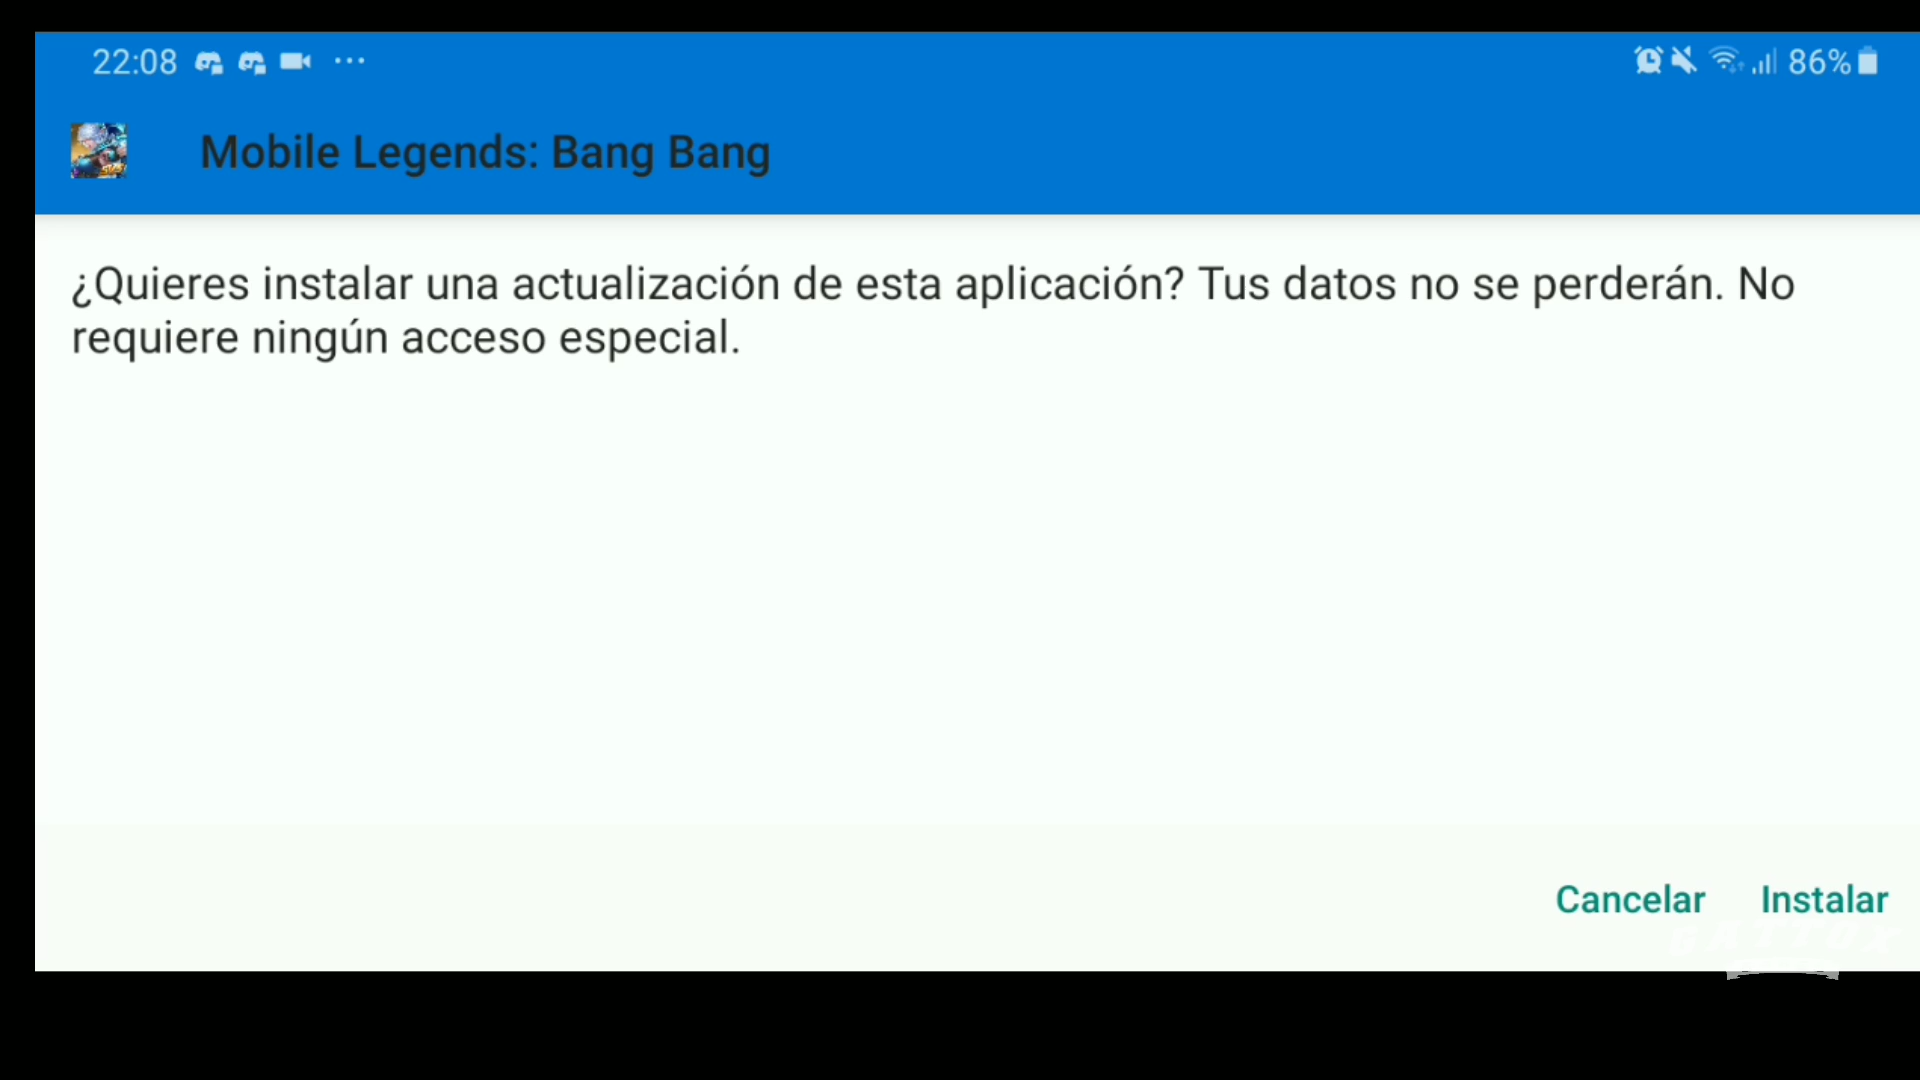 22:08
86%
Mobile Legends: Bang Bang
¿Quieres instalar una actualización de esta aplicación? Tus datos no se perderán. No
requiere ningún acceso especial.
Cancelar Instalar
GATTOX